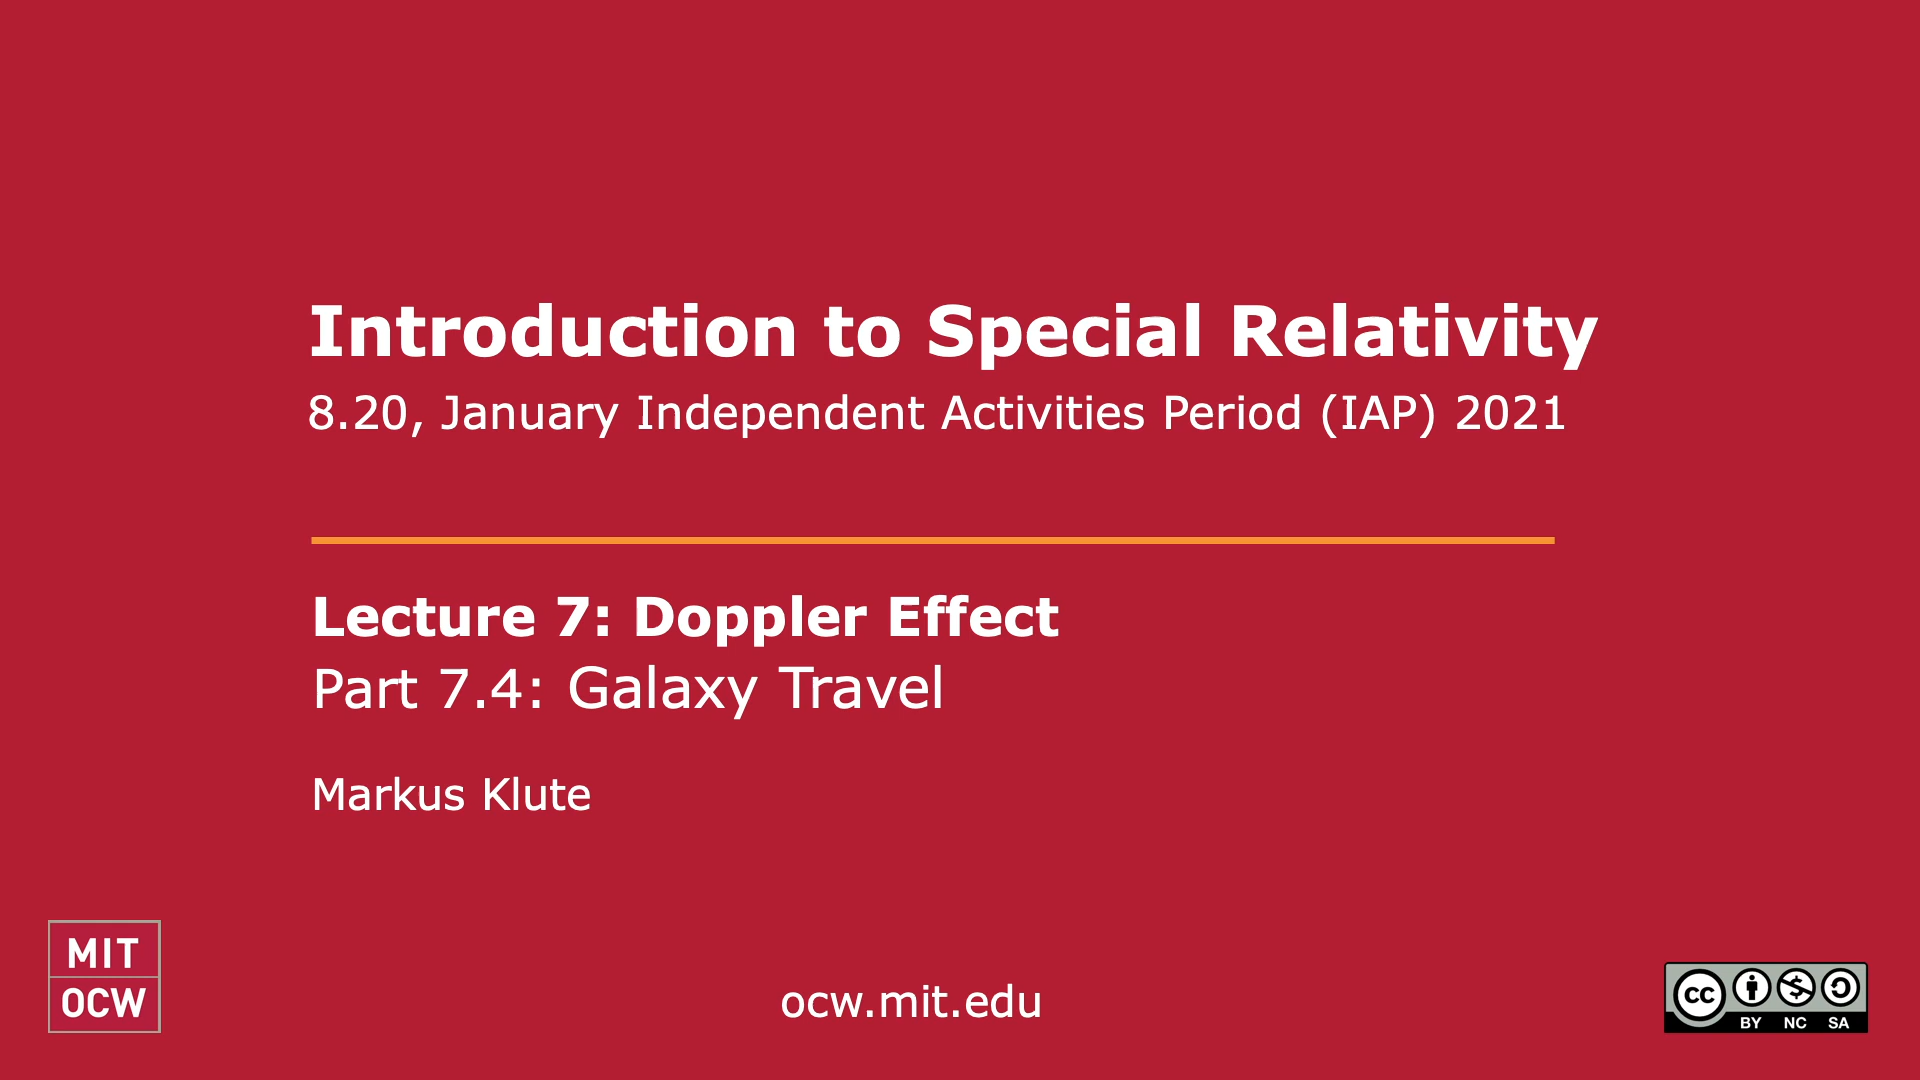 Introduction to Special Relativity
8.20, January Independent Activities Period (IAP) 2021
Lecture 7: Doppler Effect
Part 7.4: Galaxy Travel
Markus Klute
MIT
OCW
ocw.mit.edu
cc
BY NC SA